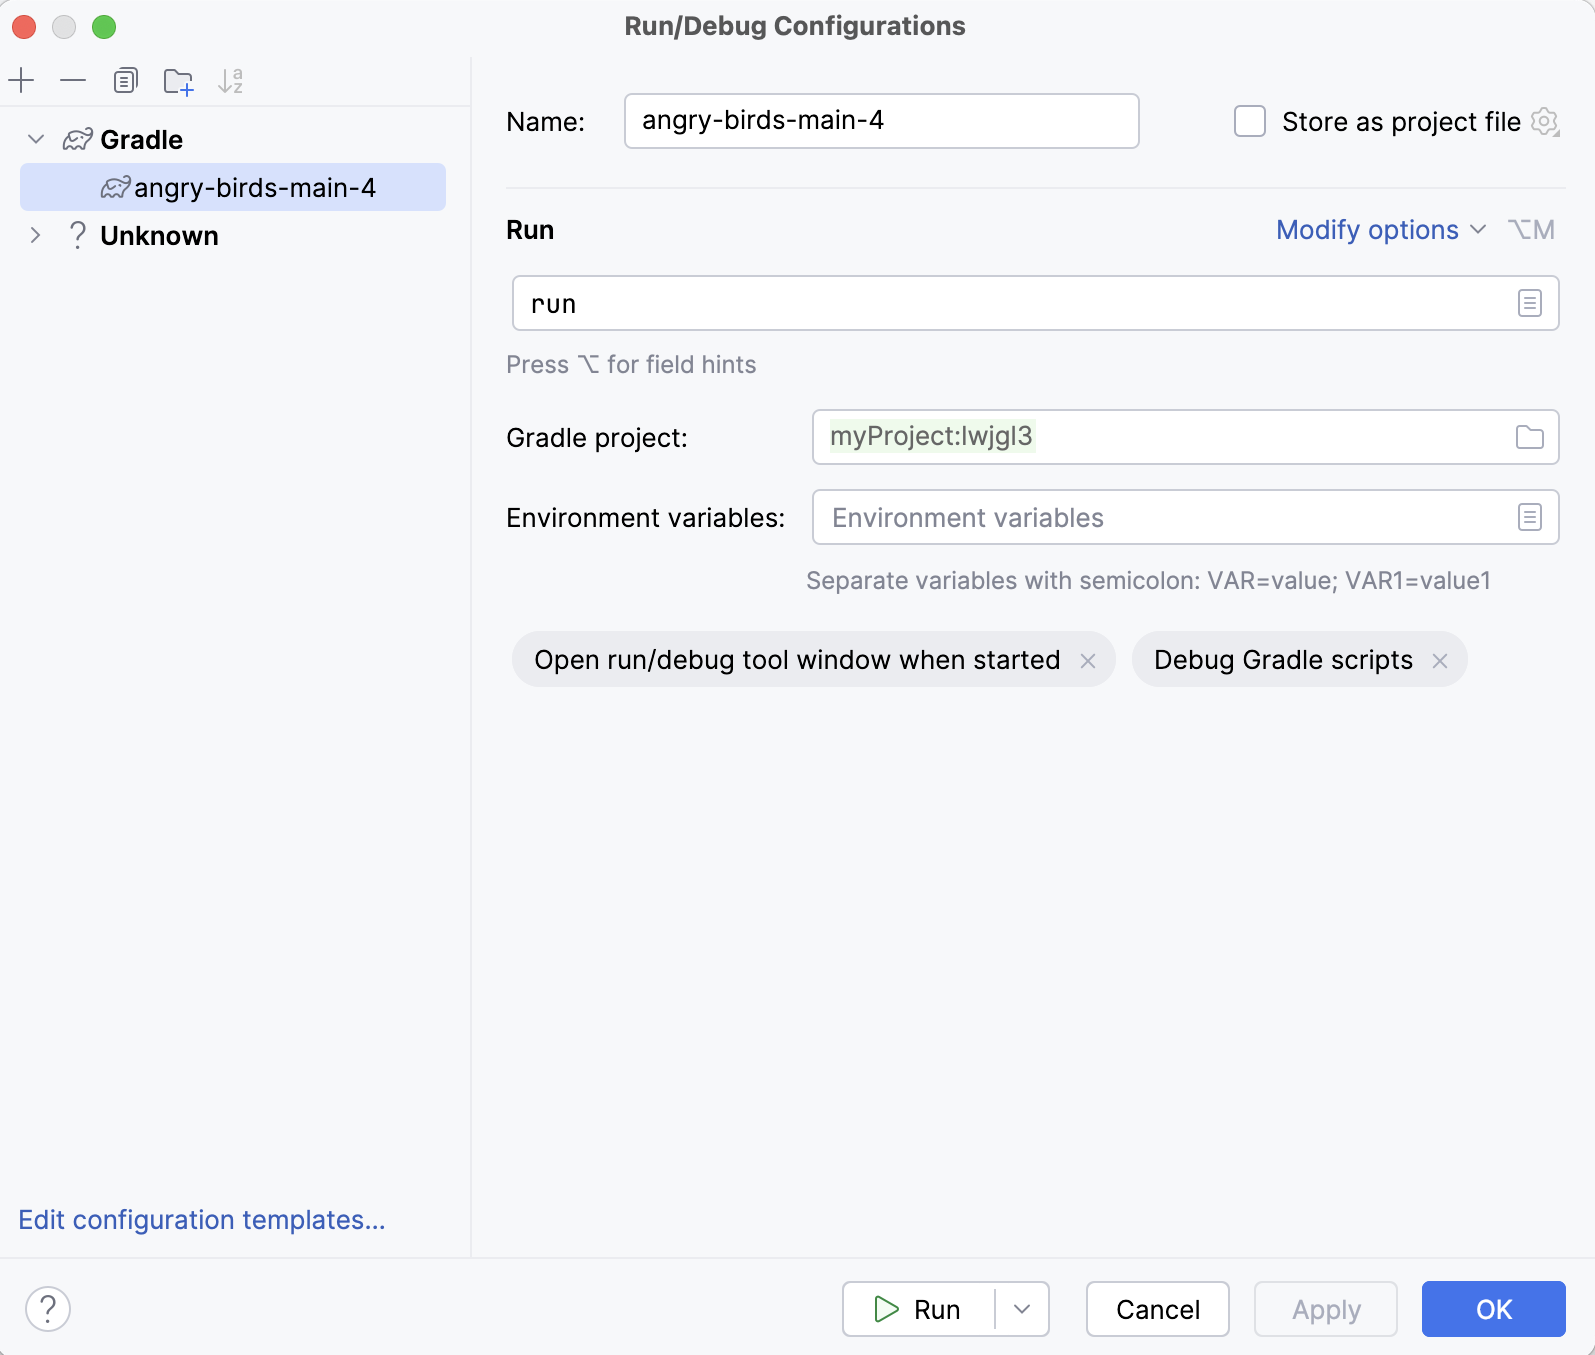 Run/Debug Configurations
Gradle
angry-birds-main-4
Unknown
Edit configuration templates...
Name:
angry-birds-main-4
Store as project file
Run
Modify options
⌥M
run
Press ⌥ for field hints
Gradle project:
myProject:lwjgl3
Environment variables:
Environment variables
Separate variables with semicolon: VAR=value; VAR1=value1
Open run/debug tool window when started
Debug Gradle scripts
?
Run
Cancel
Apply
OK